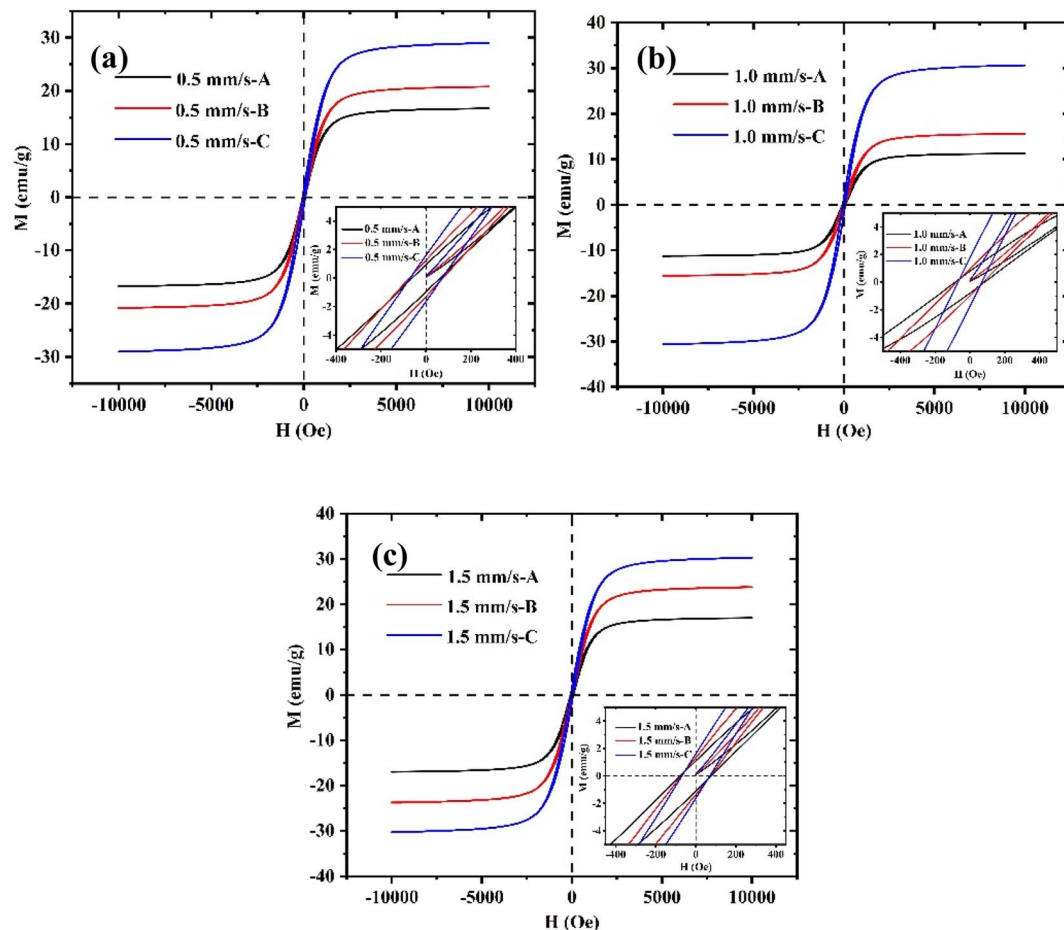 (a)
0.5 mm/s-A
0.5 mm/s-B
0.5 mm/s-C
M (emu/g)
30
20
10
0
-10
-20
-30
-10000 -5000 0 5000 10000
H (Oe)
0.5 mm/s-A
0.5 mm/s-B
0.5 mm/s-C
M (emu/g)
4
2
0
-2
-4
-400 -200 0 200 400
H (Oe)
(b)
1.0 mm/s-A
1.0 mm/s-B
1.0 mm/s-C
M (emu/g)
40
30
20
10
0
-10
-20
-30
-40
-10000 -5000 0 5000 10000
H (Oe)
1.0 mm/s-A
1.0 mm/s-B
1.0 mm/s-C
M (emu/g)
4
2
0
-2
-4
-400 -200 0 200 400
H (Oe)
(c)
1.5 mm/s-A
1.5 mm/s-B
1.5 mm/s-C
M (emu/g)
40
30
20
10
0
-10
-20
-30
-40
-10000 -5000 0 5000 10000
H (Oe)
1.5 mm/s-A
1.5 mm/s-B
1.5 mm/s-C
M (emu/g)
4
2
0
-2
-4
-400 -200 0 200 400
H (Oe)